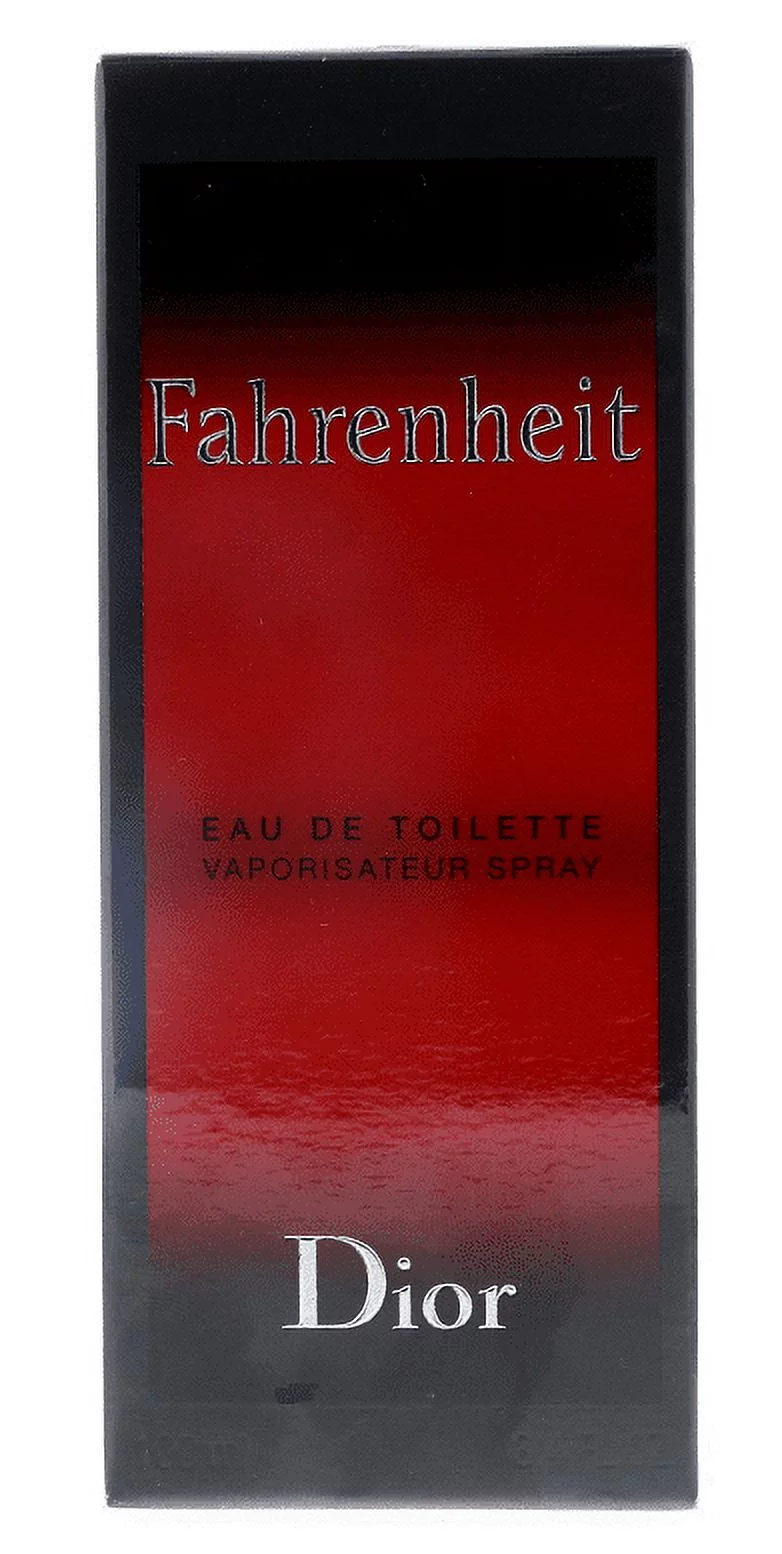 Fahrenheit
EAU DE TOILETTE
VAPORISATEUR SPRAY
Dior